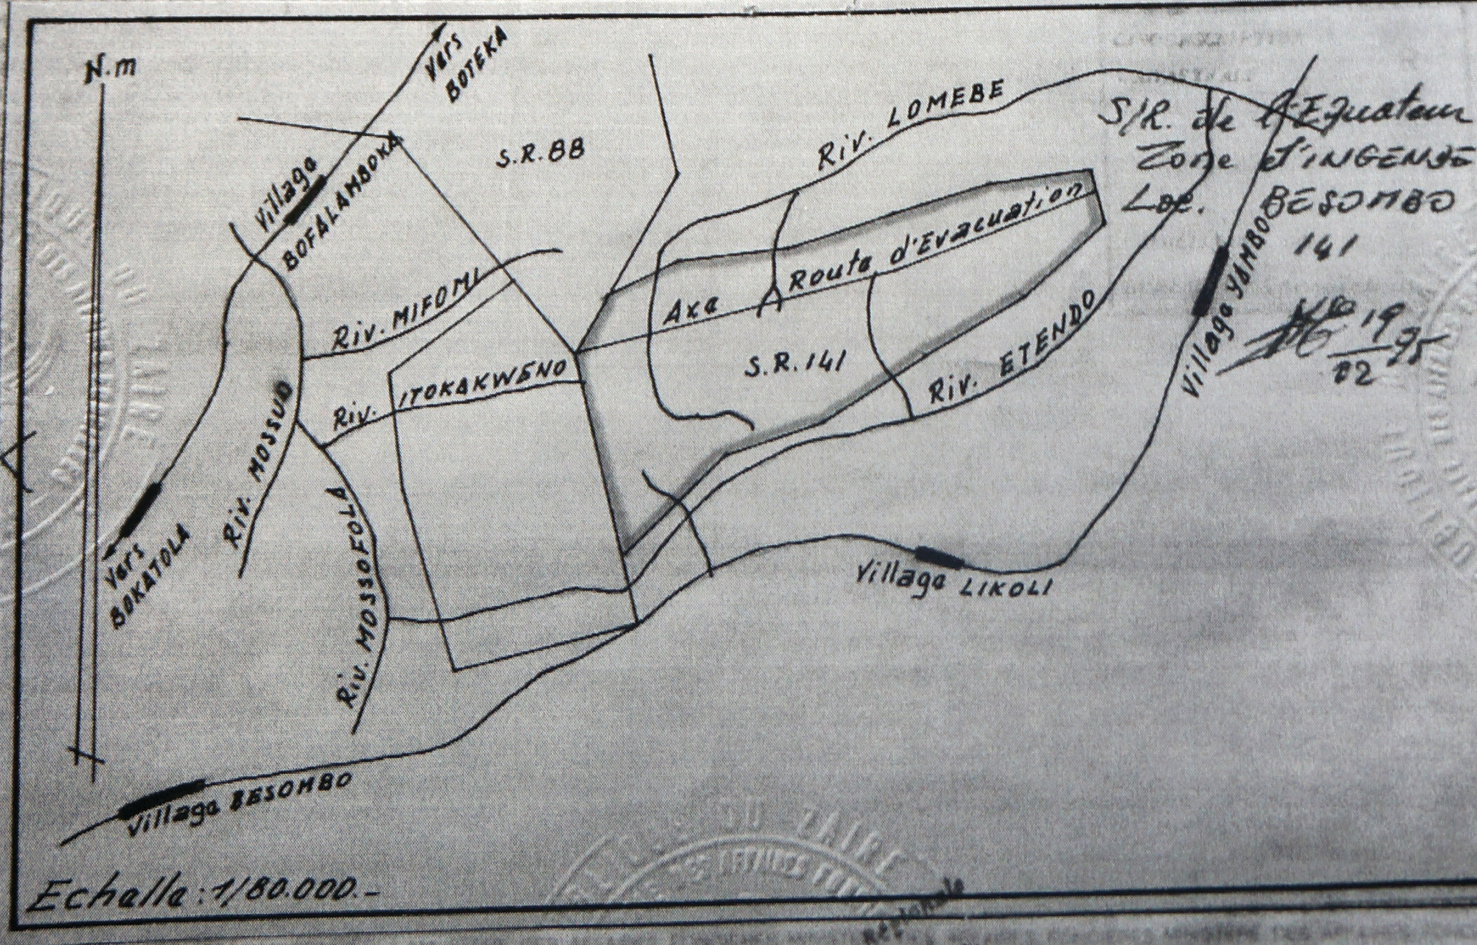 N.m
Vers
BOTEKA
Village
BOFALAMBOKA
S.R.88
Riv. LOMEBE
S/R. de l'Equateur
Zone d'INGENDE
Loc. BESOMBO
141
19
02 95
Riv. MIFOMI
Axe Route d'Evacuation
S.R.141
Riv. ITOKAKWENO
Riv. ETENDO
Village YAMBO
Riv. MOSSUO
Riv. MOSSOFOLA
Vers
BOKATOLA
Village LIKOLI
Village BESOMBO
Echelle: 1/80.000.-
DU ZAIRE